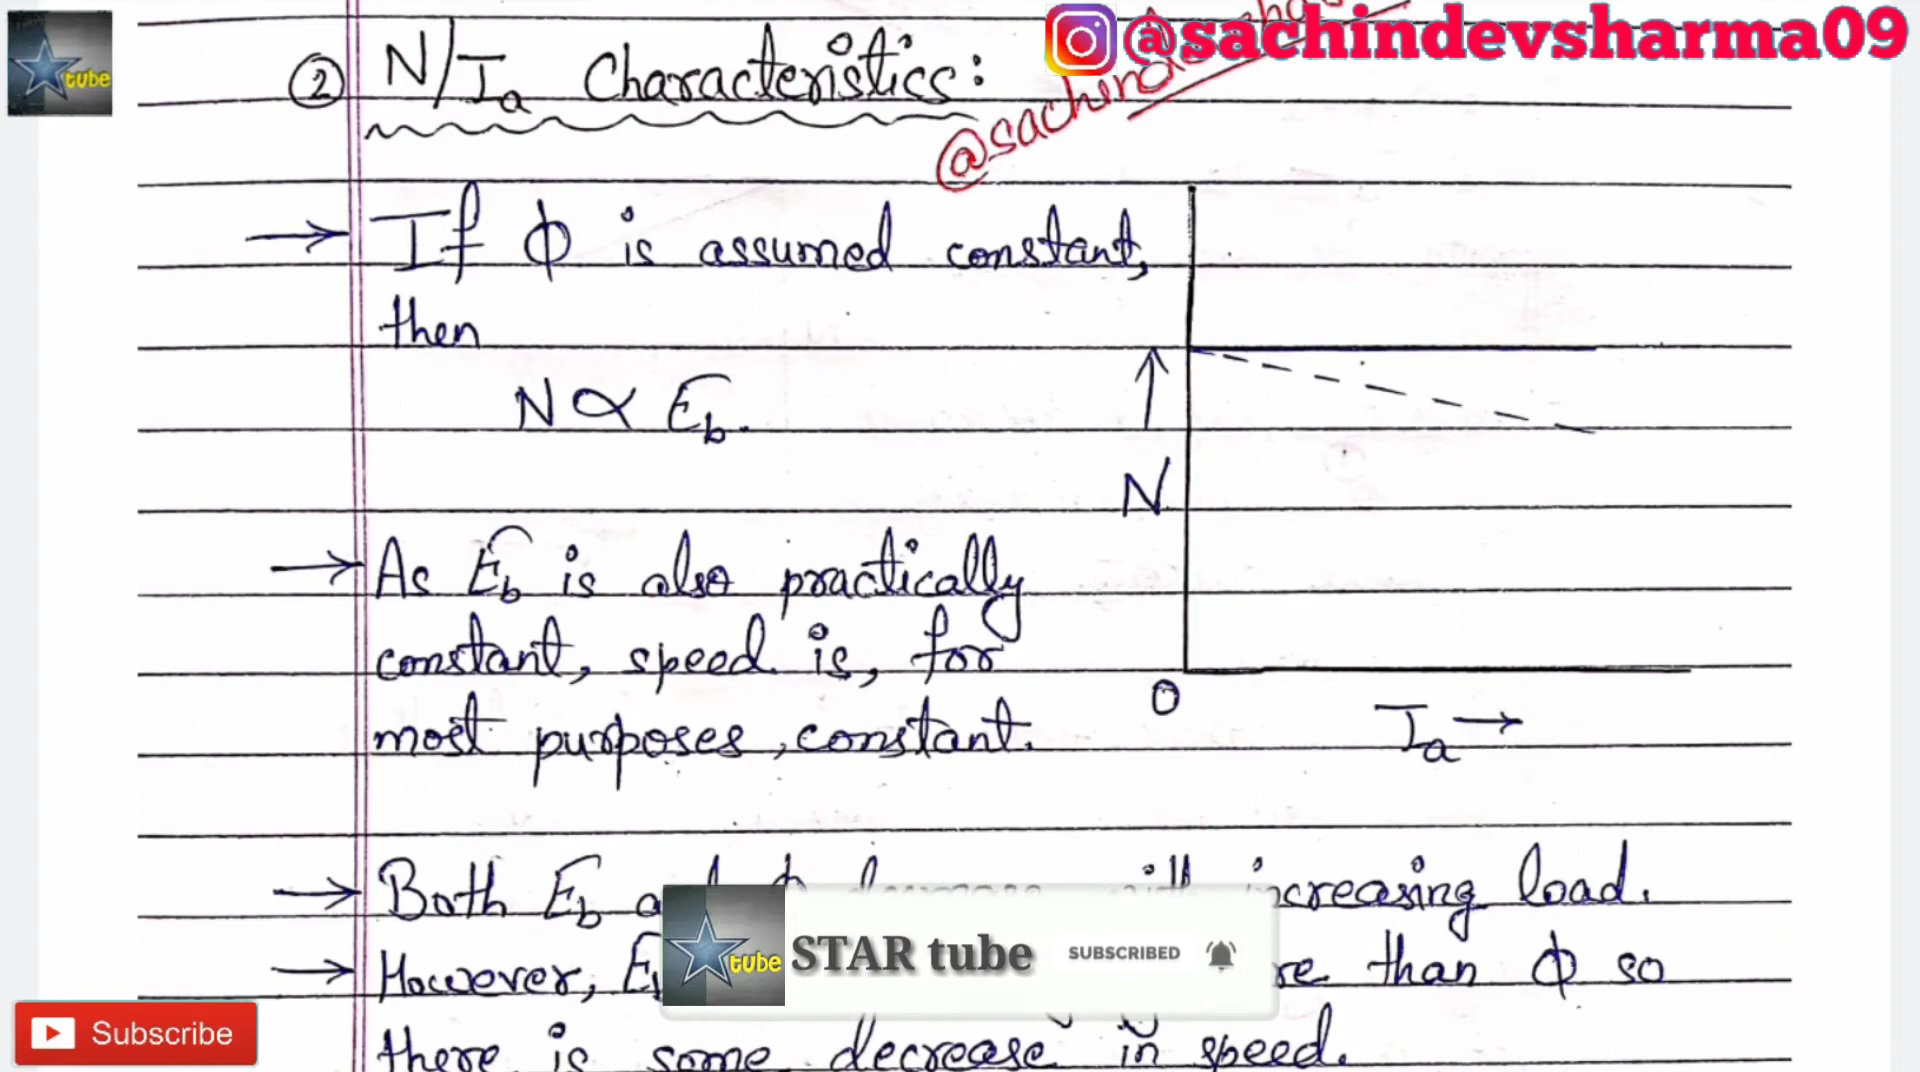 tube
② N/Ia Characteristics:
@sachindevsharma09
If ϕ is assumed constant,
then
N ∝ Eb.
N
As Eb is also practically
constant, speed is, for
most purposes, constant.
O
Ia →
Both Eb increasing load.
However, than ϕ so
there is some decrease in speed.
tube STAR tube SUBSCRIBED
Subscribe